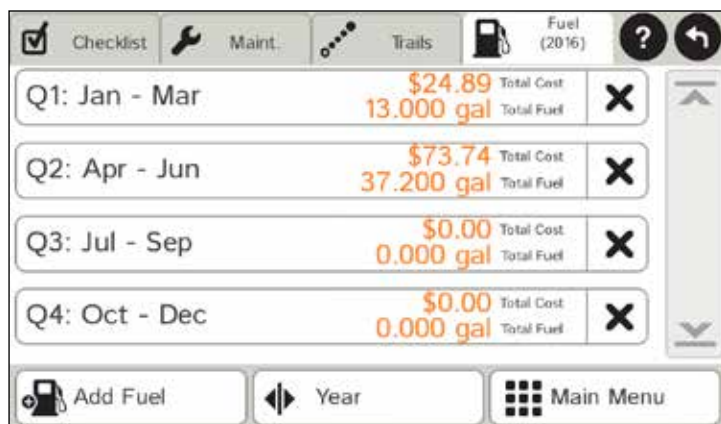 Checklist Maint. Trails Fuel (2016) ?
Q1: Jan - Mar $24.89 Total Cost
13.000 gal Total Fuel
Q2: Apr - Jun $73.74 Total Cost
37.200 gal Total Fuel
Q3: Jul - Sep $0.00 Total Cost
0.000 gal Total Fuel
Q4: Oct - Dec $0.00 Total Cost
0.000 gal Total Fuel
Add Fuel Year Main Menu